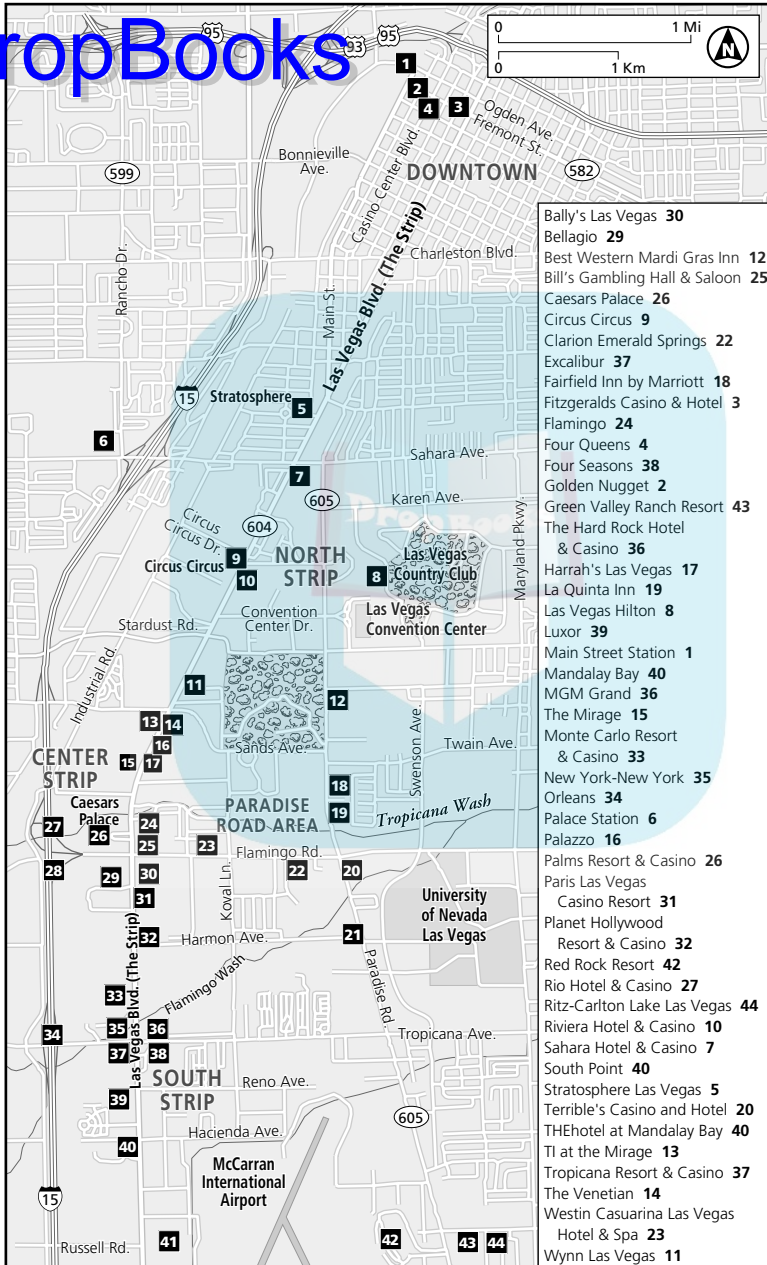 DropBooks
95
93
95
0 1 Mi
0 1 Km
N
1
2
4
3
Ogden Ave.
Fremont St.
Bonnieville
Ave.
Casino Center Blvd.
DOWNTOWN
599
582
Rancho Dr.
Charleston Blvd.
Main St.
Las Vegas Blvd. (The Strip)
15
Stratosphere
5
6
Sahara Ave.
7
605
Karen Ave.
Circus
Circus Dr.
604
DropBooks
Maryland Pkwy.
Circus Circus
9
10
NORTH
STRIP
8
Las Vegas
Country Club
Stardust Rd.
Convention
Center Dr.
Las Vegas
Convention Center
Industrial Rd.
11
12
13
14
16
15
17
Sands Ave.
Swenson Ave.
Twain Ave.
CENTER
STRIP
18
19
Caesars
Palace
PARADISE
ROAD AREA
Tropicana Wash
27
26
24
25
23
Flamingo Rd.
28
29
30
Koval Ln.
22
20
31
University
of Nevada
Las Vegas
32
Harmon Ave.
21
Las Vegas Blvd. (The Strip)
Flamingo Wash
Paradise Rd.
33
34
35
36
Tropicana Ave.
37
38
SOUTH
STRIP
Reno Ave.
39
605
Hacienda Ave.
40
McCarran
International
Airport
15
Russell Rd.
41
42
43
44
Bally's Las Vegas 30
Bellagio 29
Best Western Mardi Gras Inn 12
Bill's Gambling Hall & Saloon 25
Caesars Palace 26
Circus Circus 9
Clarion Emerald Springs 22
Excalibur 37
Fairfield Inn by Marriott 18
Fitzgeralds Casino & Hotel 3
Flamingo 24
Four Queens 4
Four Seasons 38
Golden Nugget 2
Green Valley Ranch Resort 43
The Hard Rock Hotel
& Casino 36
Harrah's Las Vegas 17
La Quinta Inn 19
Las Vegas Hilton 8
Luxor 39
Main Street Station 1
Mandalay Bay 40
MGM Grand 36
The Mirage 15
Monte Carlo Resort
& Casino 33
New York-New York 35
Orleans 34
Palace Station 6
Palazzo 16
Palms Resort & Casino 26
Paris Las Vegas
Casino Resort 31
Planet Hollywood
Resort & Casino 32
Red Rock Resort 42
Rio Hotel & Casino 27
Ritz-Carlton Lake Las Vegas 44
Riviera Hotel & Casino 10
Sahara Hotel & Casino 7
South Point 40
Stratosphere Las Vegas 5
Terrible's Casino and Hotel 20
THEhotel at Mandalay Bay 40
TI at the Mirage 13
Tropicana Resort & Casino 37
The Venetian 14
Westin Casuarina Las Vegas
Hotel & Spa 23
Wynn Las Vegas 11